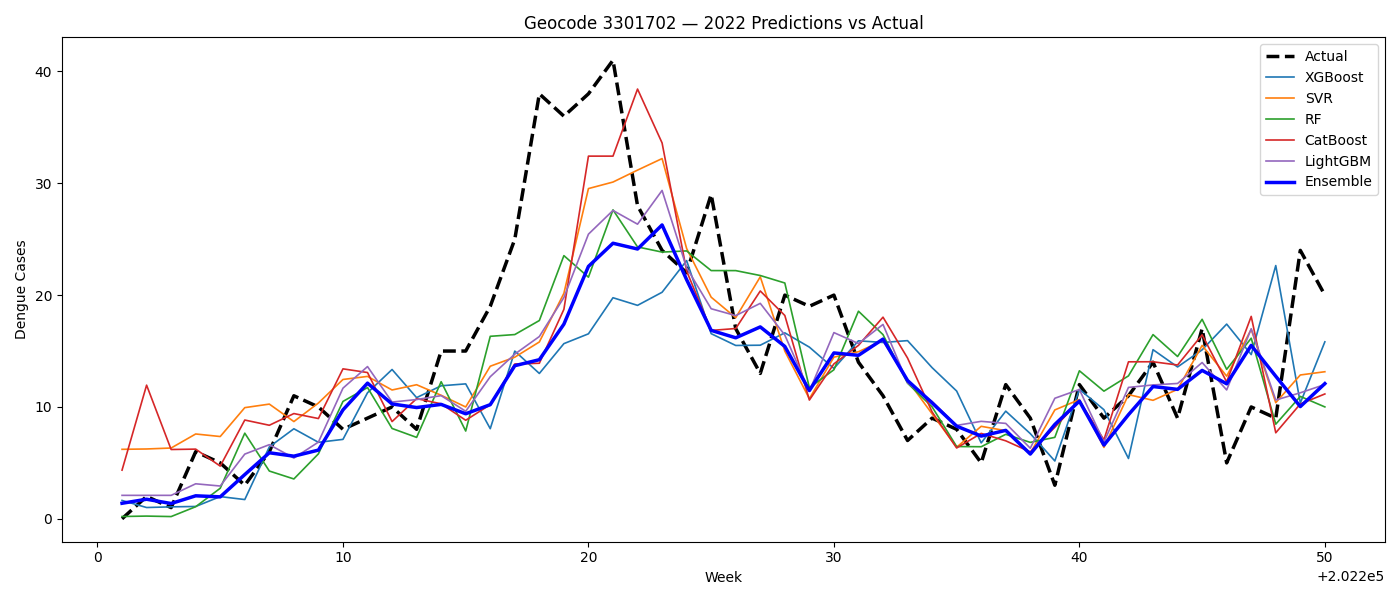 Geocode 3301702 — 2022 Predictions vs Actual
Dengue Cases
40
30
20
10
0
Actual
XGBoost
SVR
RF
CatBoost
LightGBM
Ensemble
0 10 20 30 40 50
Week
+2.022e5